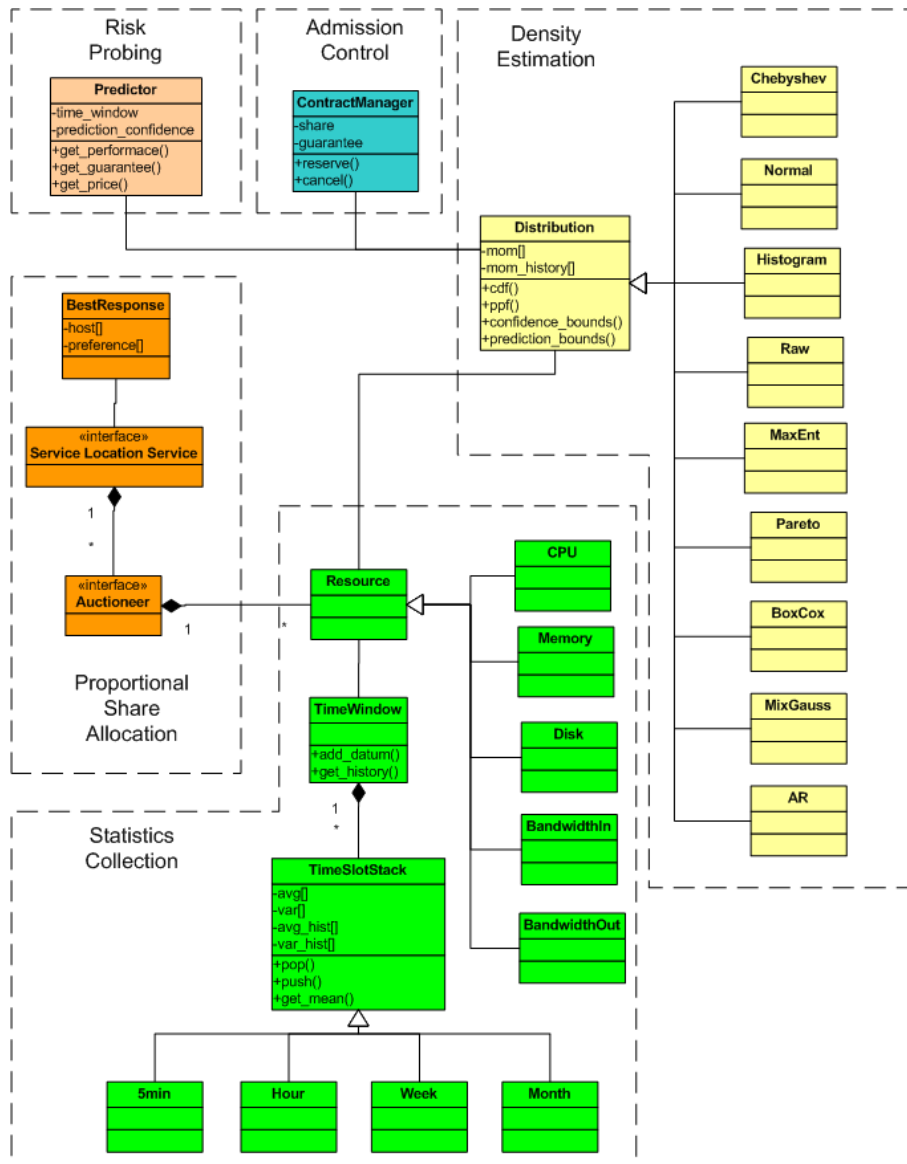 Risk
Probing
Predictor
-time_window
-prediction_confidence
+get_performace()
+get_guarantee()
+get_price()
Admission
Control
ContractManager
-share
-guarantee
+reserve()
+cancel()
Density
Estimation
Distribution
-mom[]
-mom_history[]
+cdf()
+ppf()
+confidence_bounds()
+prediction_bounds()
Chebyshev
Normal
Histogram
Raw
MaxEnt
Pareto
BoxCox
MixGauss
AR
BestResponse
-host[]
-preference[]
«interface»
Service Location Service
1
*
«interface»
Auctioneer
1
*
Proportional
Share
Allocation
Resource
CPU
Memory
Disk
BandwidthIn
BandwidthOut
TimeWindow
+add_datum()
+get_history()
1
*
Statistics
Collection
TimeSlotStack
-avg[]
-var[]
-avg_hist[]
-var_hist[]
+pop()
+push()
+get_mean()
5min
Hour
Week
Month